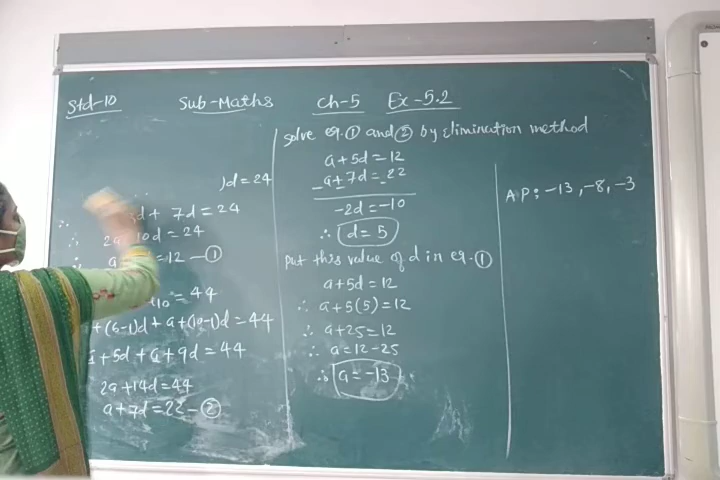 Std-10 Sub-Maths Ch-5 Ex-5.2
)d=24
d + 7d = 24
∴ 2a 10d = 24
∴ a =12 — ①
10 = 44
+(6-1)d + a+(10-1)d = 44
a + 5d + a + 9d = 44
2a+14d=44
a+7d=22 — ②
solve eq. ① and ② by elimination method
a + 5d = 12
- a ± 7d = - 22
-2d = -10
∴ d = 5
put this value of d in eq. ①
a+5d=12
∴ a+5(5)=12
∴ a+25=12
∴ a=12-25
∴ a=-13
AP: -13, -8, -3